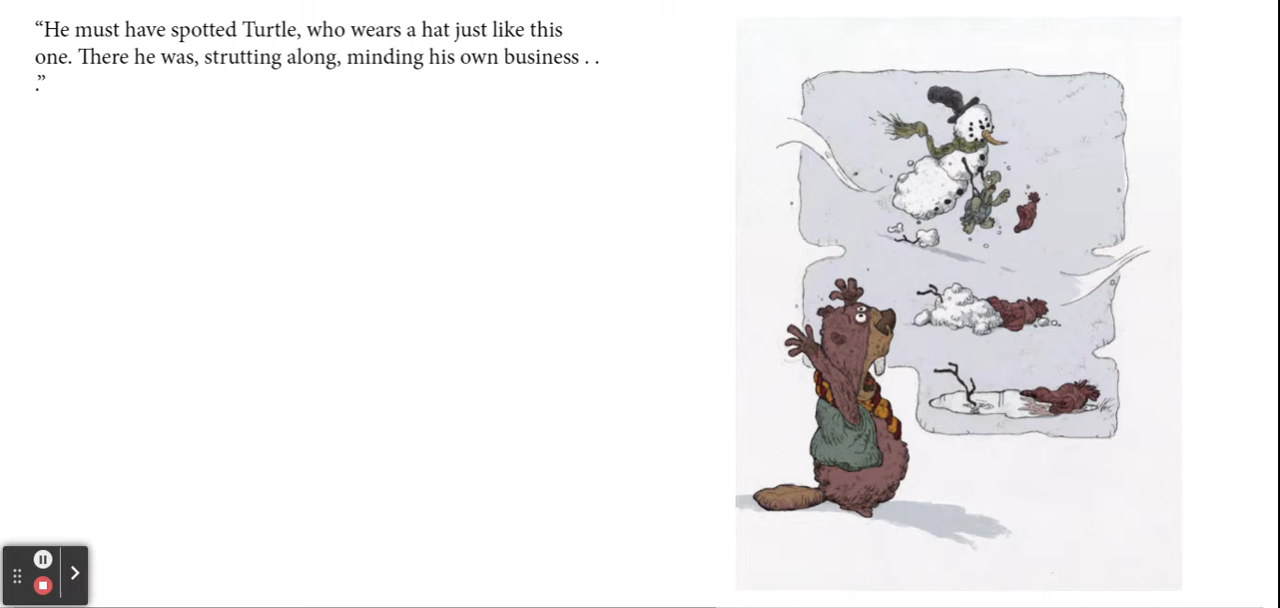 “He must have spotted Turtle, who wears a hat just like this
one. There he was, strutting along, minding his own business . .
.”